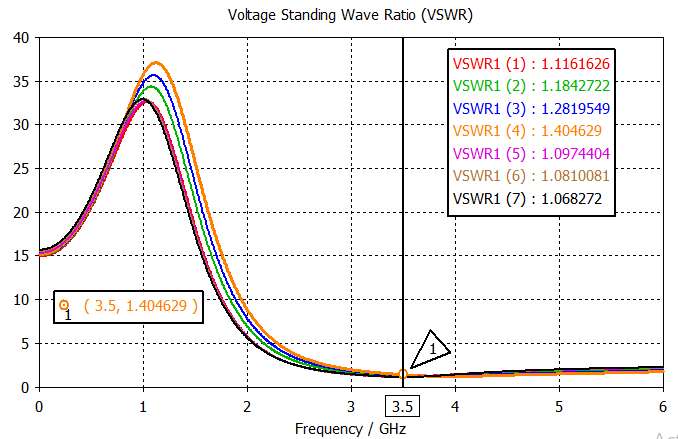 Voltage Standing Wave Ratio (VSWR)
40
35
30
25
20
15
10
5
0
VSWR1 (1) : 1.1161626
VSWR1 (2) : 1.1842722
VSWR1 (3) : 1.2819549
VSWR1 (4) : 1.404629
VSWR1 (5) : 1.0974404
VSWR1 (6) : 1.0810081
VSWR1 (7) : 1.068272
( 3.5, 1.404629 )
1
1
0
1
2
3
3.5
4
5
6
Frequency / GHz